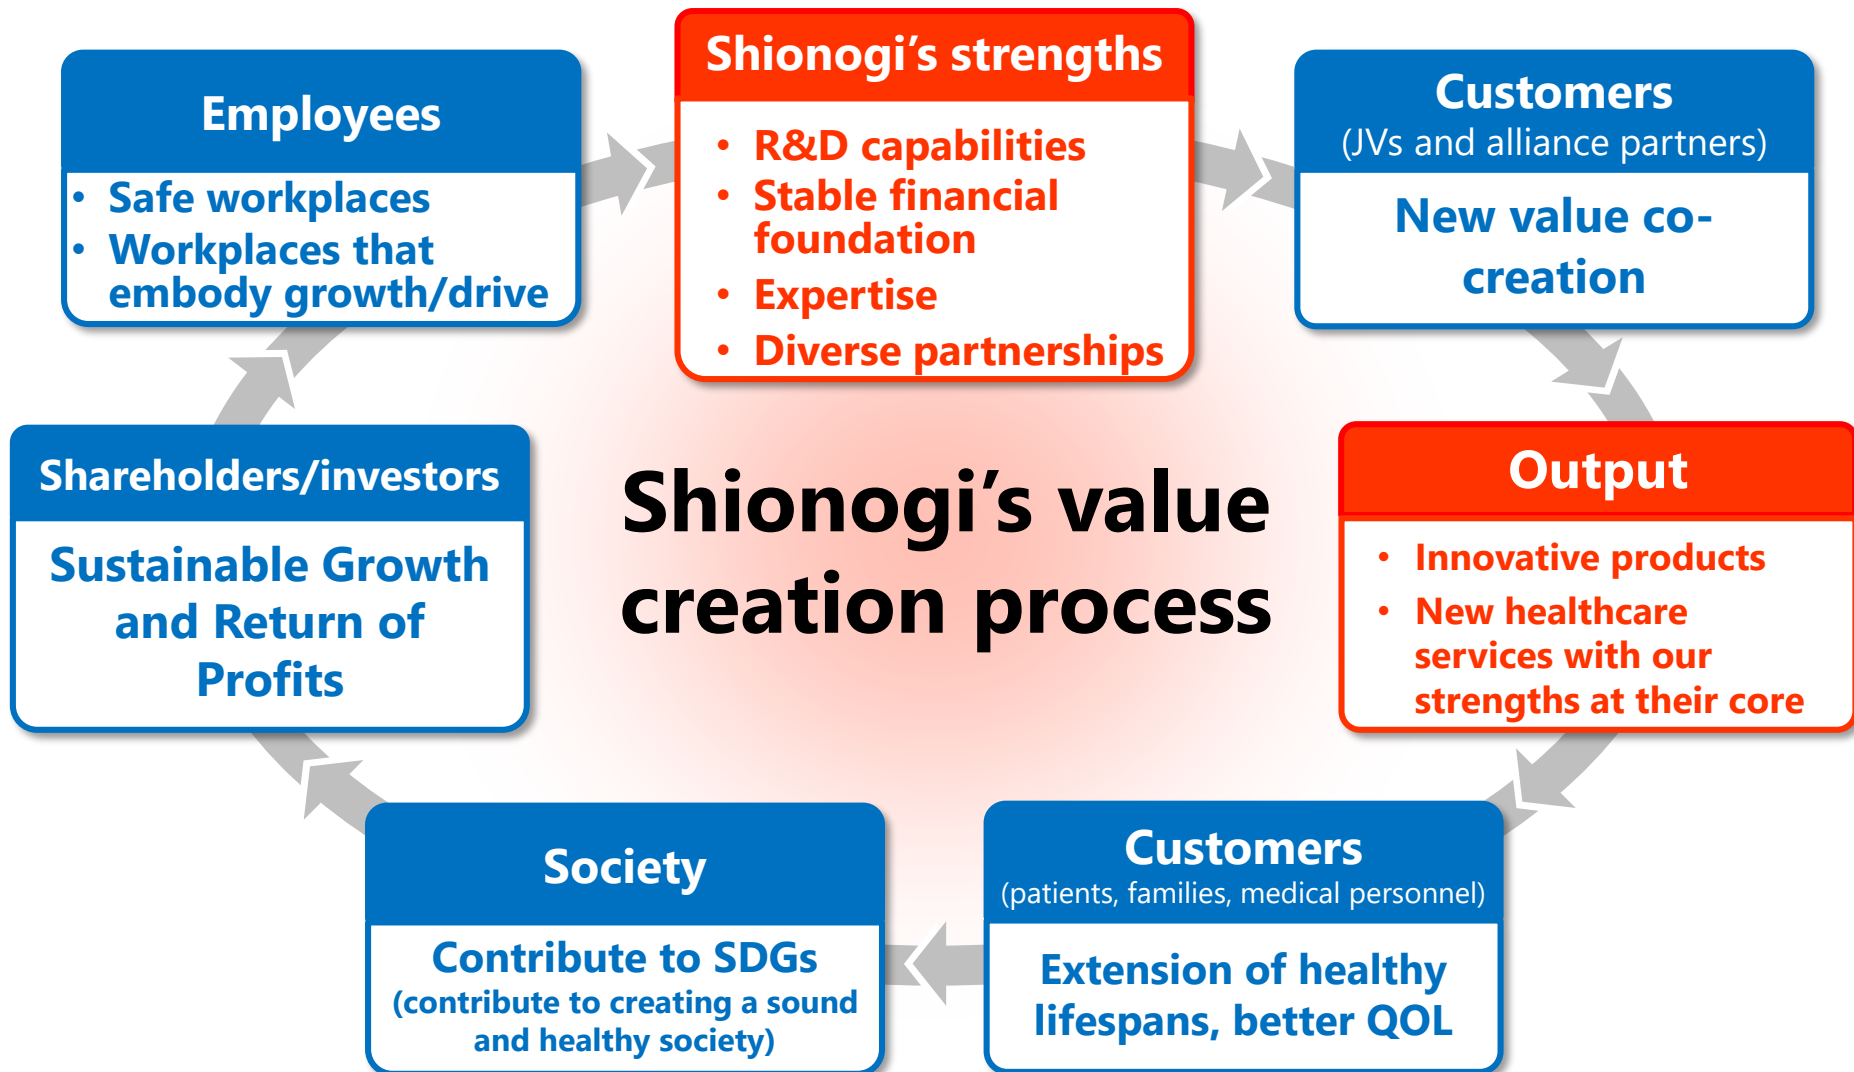 Shionogi’s strengths
• R&D capabilities
• Stable financial
foundation
• Expertise
• Diverse partnerships
Customers
(JVs and alliance partners)
New value co-
creation
Output
• Innovative products
• New healthcare
services with our
strengths at their core
Customers
(patients, families, medical personnel)
Extension of healthy
lifespans, better QOL
Society
Contribute to SDGs
(contribute to creating a sound
and healthy society)
Shareholders/investors
Sustainable Growth
and Return of
Profits
Employees
• Safe workplaces
• Workplaces that
embody growth/drive
Shionogi’s value
creation process